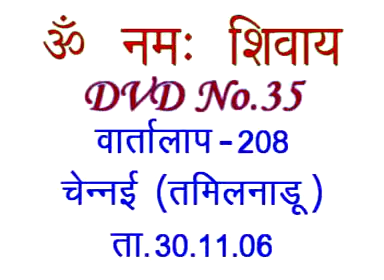 ॐ नमः शिवाय
DVD No.35
वार्तालाप - 208
चेन्नई (तमिलनाडू )
ता. 30.11.06